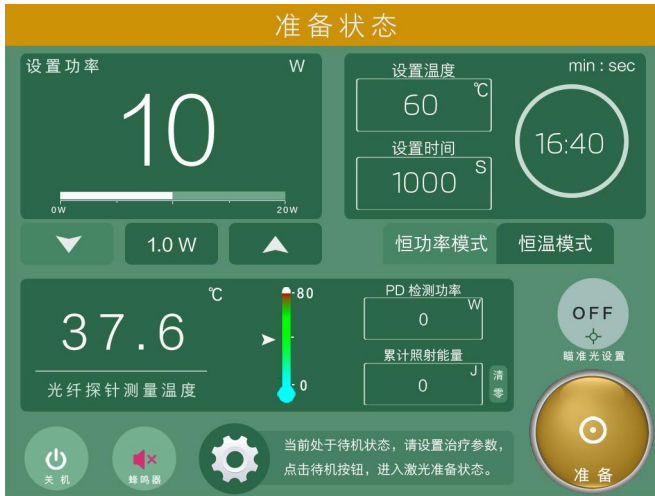 准备状态
设置功率
W
10
0W
20W
1.0 W
设置温度
60
℃
设置时间
1000
S
min : sec
16:40
恒功率模式
恒温模式
37.6
℃
光纤探针测量温度
80
0
PD 检测功率
0
W
累计照射能量
0
J
清零
OFF
瞄准光设置
关机
蜂鸣器
当前处于待机状态，请设置治疗参数，
点击待机按钮，进入激光准备状态。
准备